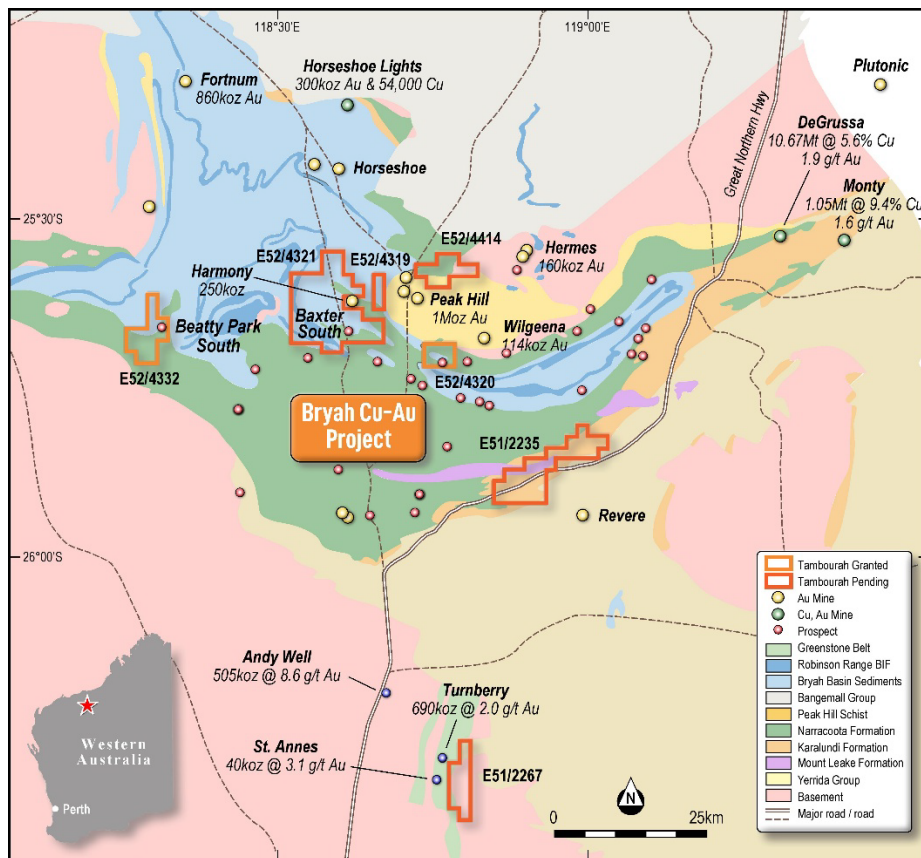 118°30'E
119°00'E
Fortnum
860koz Au
Horseshoe Lights
300koz Au & 54,000 Cu
Plutonic
Horseshoe
DeGrussa
10.67Mt @ 5.6% Cu
1.9 g/t Au
Great Northern Hwy
Monty
1.05Mt @ 9.4% Cu
1.6 g/t Au
25°30'S
E52/4321
E52/4319
E52/4414
Hermes
160koz Au
Harmony
250koz
Peak Hill
1Moz Au
Baxter
South
Beatty Park
South
Wilgeena
114koz Au
E52/4332
E52/4320
Bryah Cu-Au
Project
E51/2235
Revere
26°00'S
Andy Well
505koz @ 8.6 g/t Au
Turnberry
690koz @ 2.0 g/t Au
St. Annes
40koz @ 3.1 g/t Au
E51/2267
Western
Australia
Perth
N
0
25km
Tambourah Granted
Tambourah Pending
Au Mine
Cu, Au Mine
Prospect
Greenstone Belt
Robinson Range BIF
Bryah Basin Sediments
Bangemall Group
Peak Hill Schist
Narracoota Formation
Karalundi Formation
Mount Leake Formation
Yerrida Group
Basement
Major road / road